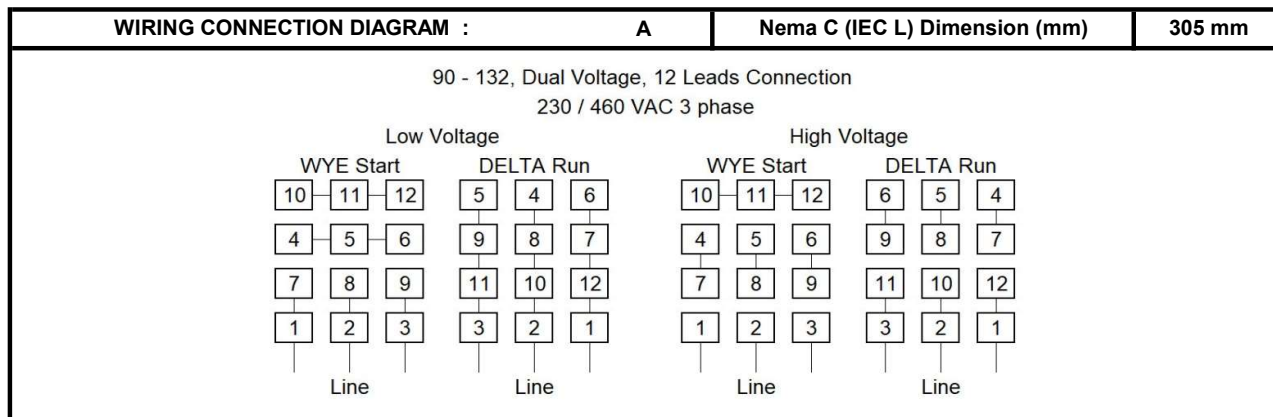 WIRING CONNECTION DIAGRAM : A Nema C (IEC L) Dimension (mm) 305 mm
90 - 132, Dual Voltage, 12 Leads Connection
230 / 460 VAC 3 phase
Low Voltage High Voltage
WYE Start DELTA Run WYE Start DELTA Run
10 11 12 5 4 6 10 11 12 6 5 4
4 5 6 9 8 7 4 5 6 9 8 7
7 8 9 11 10 12 7 8 9 11 10 12
1 2 3 3 2 1 1 2 3 3 2 1
Line Line Line Line